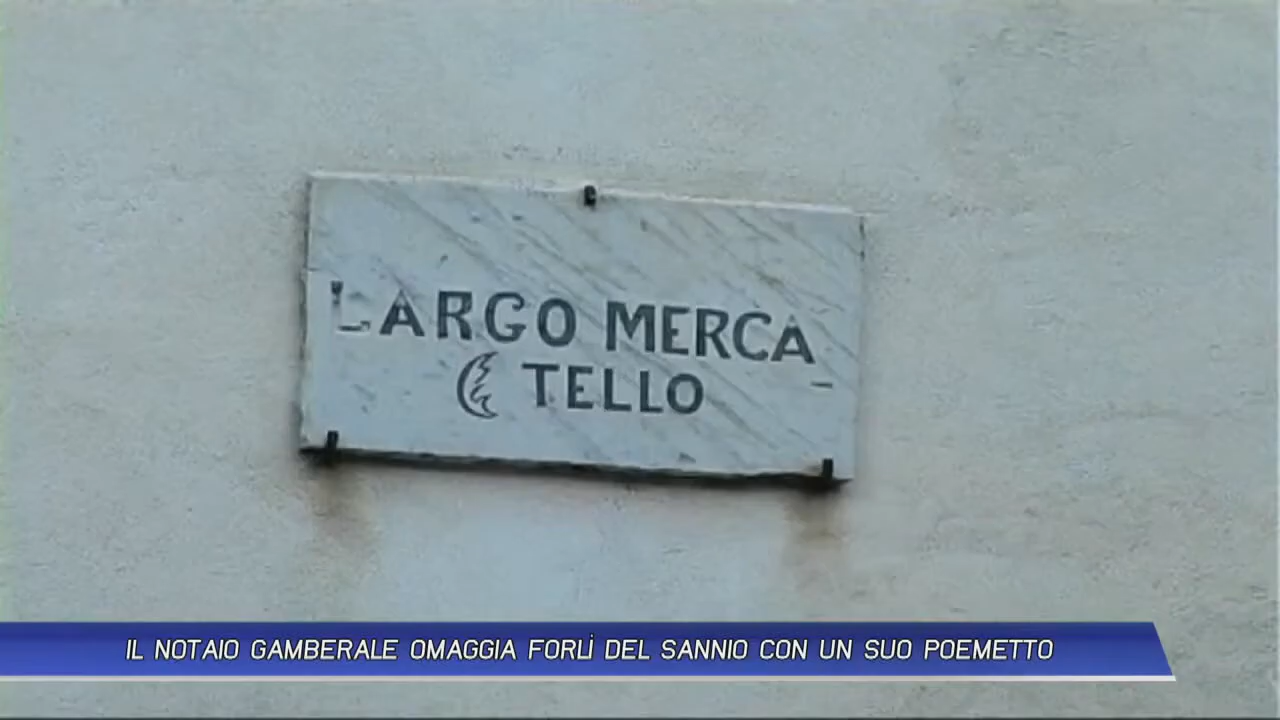 LARGO MERCA-
TELLO
IL NOTAIO GAMBERALE OMAGGIA FORLÌ DEL SANNIO CON UN SUO POEMETTO